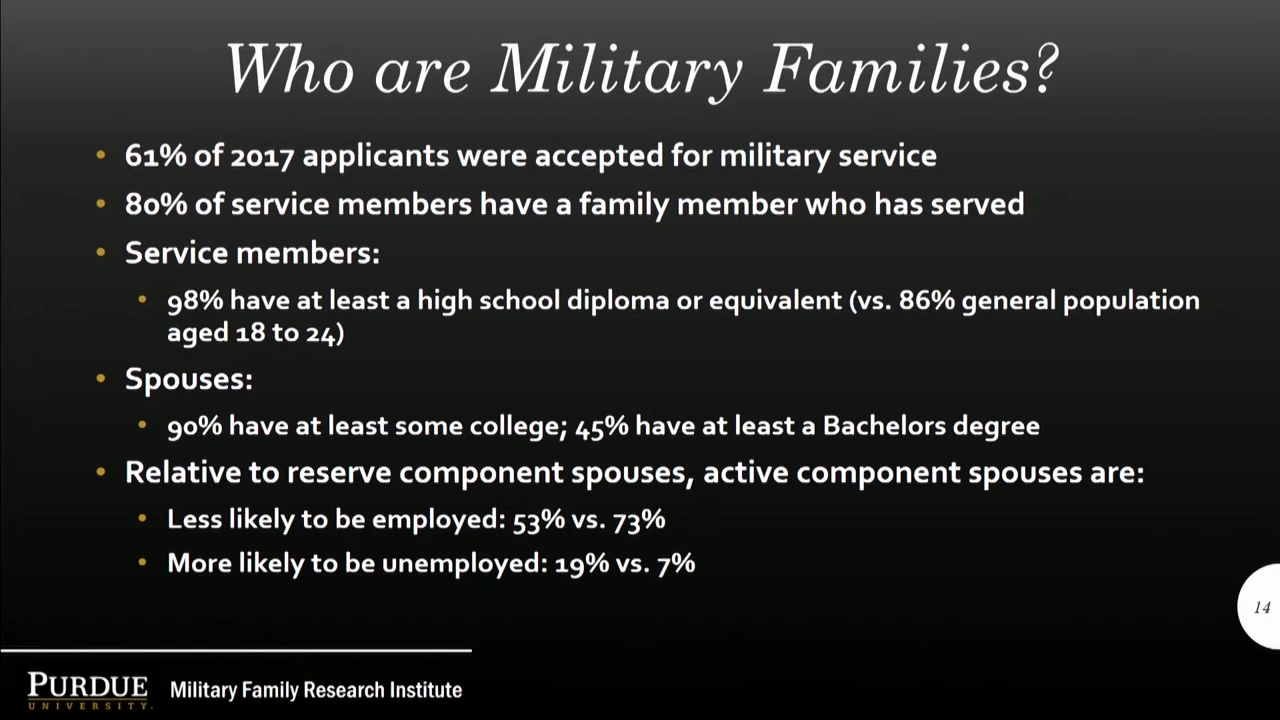 Who are Military Families?
• 61% of 2017 applicants were accepted for military service
• 80% of service members have a family member who has served
• Service members:
• 98% have at least a high school diploma or equivalent (vs. 86% general population
aged 18 to 24)
• Spouses:
• 90% have at least some college; 45% have at least a Bachelors degree
• Relative to reserve component spouses, active component spouses are:
• Less likely to be employed: 53% vs. 73%
• More likely to be unemployed: 19% vs. 7%
14
PURDUE
UNIVERSITY.
Military Family Research Institute